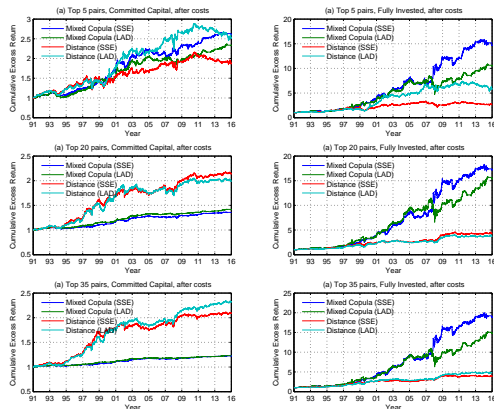 (a) Top 5 pairs, Committed Capital, after costs
Cumulative Excess Return
3
2.5
2
1.5
1
0.5
Mixed Copula (SSE)
Mixed Copula (LAD)
Distance (SSE)
Distance (LAD)
91 93 95 97 99 01 03 05 07 09 11 13 15 16
Year
(a) Top 5 pairs, Fully Invested, after costs
Cumulative Excess Return
20
15
10
5
0
Mixed Copula (SSE)
Mixed Copula (LAD)
Distance (SSE)
Distance (LAD)
91 93 95 97 99 01 03 05 07 09 11 13 15 16
Year
(a) Top 20 pairs, Committed Capital, after costs
Cumulative Excess Return
2.5
2
1.5
1
0.5
Mixed Copula (SSE)
Mixed Copula (LAD)
Distance (SSE)
Distance (LAD)
91 93 95 97 99 01 03 05 07 09 11 13 15 16
Year
(a) Top 20 pairs, Fully Invested, after costs
Cumulative Excess Return
20
15
10
5
0
Mixed Copula (SSE)
Mixed Copula (LAD)
Distance (SSE)
Distance (LAD)
91 93 95 97 99 01 03 05 07 09 11 13 15 16
Year
(a) Top 35 pairs, Committed Capital, after costs
Cumulative Excess Return
2.5
2
1.5
1
0.5
Mixed Copula (SSE)
Mixed Copula (LAD)
Distance (SSE)
Distance (LAD)
91 93 95 97 99 01 03 05 07 09 11 13 15 16
Year
(a) Top 35 pairs, Fully Invested, after costs
Cumulative Excess Return
25
20
15
10
5
0
Mixed Copula (SSE)
Mixed Copula (LAD)
Distance (SSE)
Distance (LAD)
91 93 95 97 99 01 03 05 07 09 11 13 15 16
Year